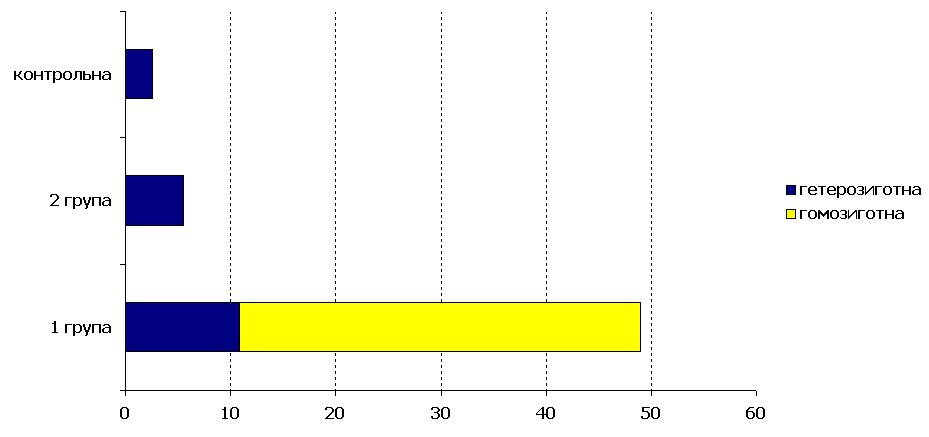 контрольна
2 група
1 група
0 10 20 30 40 50 60
гетерозиготна
гомозиготна